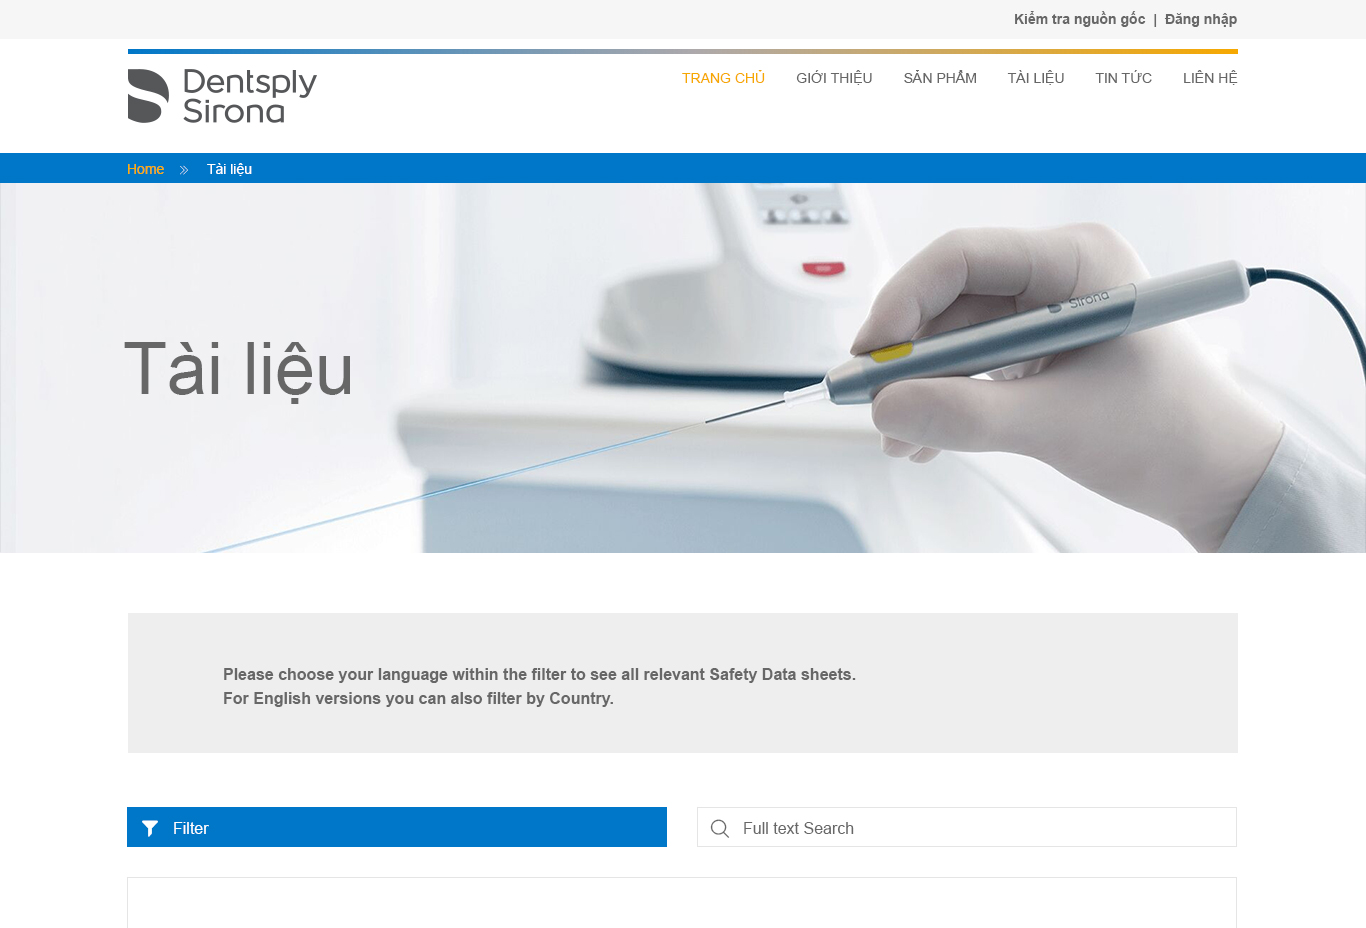 Kiểm tra nguồn gốc | Đăng nhập
Dentsply
Sirona
TRANG CHỦ GIỚI THIỆU SẢN PHẨM TÀI LIỆU TIN TỨC LIÊN HỆ
Home Tài liệu
Sirona
Tài liệu
Please choose your language within the filter to see all relevant Safety Data sheets.
For English versions you can also filter by Country.
Filter
Full text Search